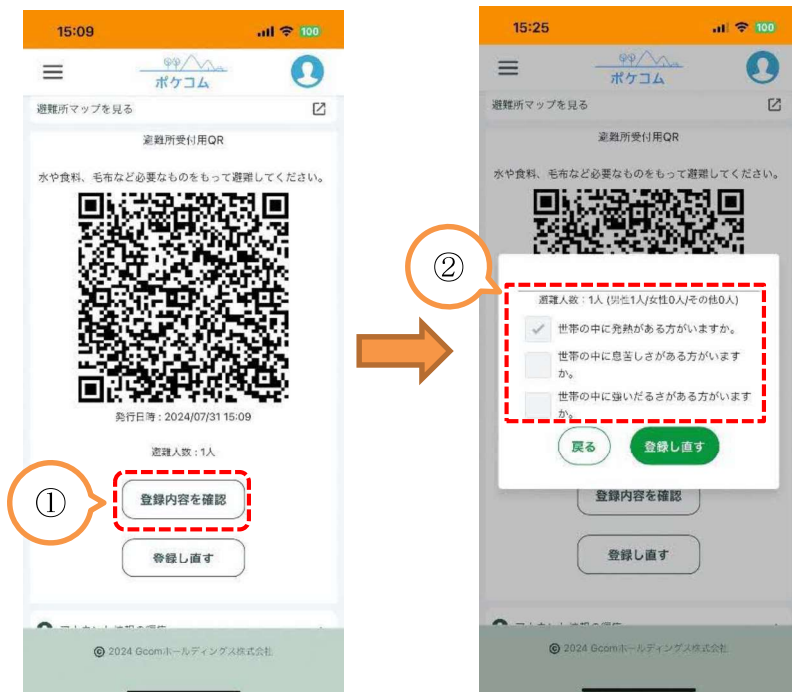 15:09
100
ポケコム
避難所マップを見る
避難所受付用QR
水や食料、毛布など必要なものをもって避難してください。
発行日時：2024/07/31 15:09
避難人数：1人
①
登録内容を確認
登録し直す
© 2024 Gcomホールディングス株式会社
15:25
100
ポケコム
避難所マップを見る
避難所受付用QR
水や食料、毛布など必要なものをもって避難してください。
②
避難人数：1人 (男性1人/女性0人/その他0人)
世帯の中に発熱がある方がいますか。
世帯の中に息苦しさがある方がいます
か。
世帯の中に強いだるさがある方がいます
か。
戻る
登録し直す
登録内容を確認
登録し直す
© 2024 Gcomホールディングス株式会社